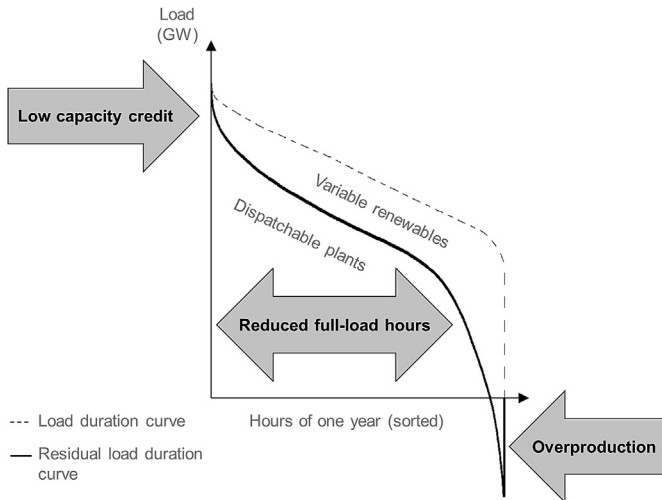 Load
(GW)
Low capacity credit
Variable renewables
Dispatchable plants
Reduced full-load hours
Load duration curve
Hours of one year (sorted)
Residual load duration
curve
Overproduction